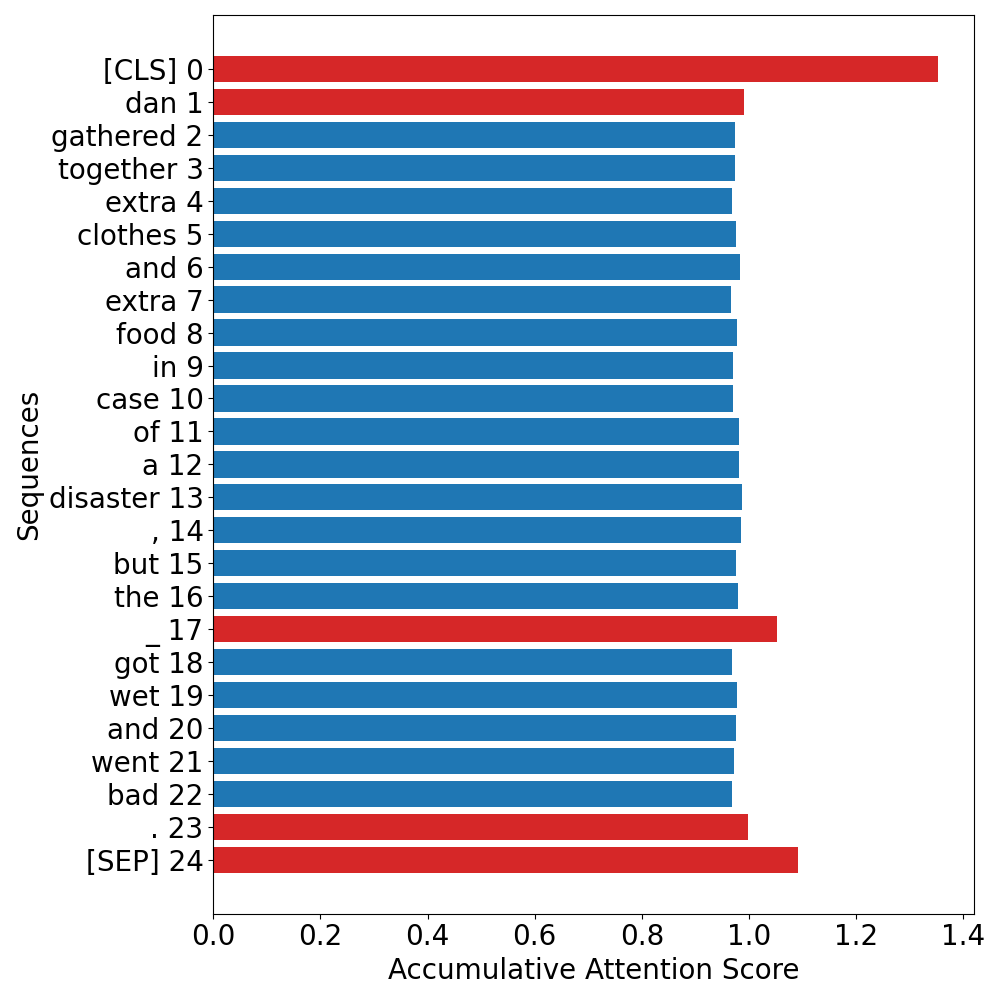 [CLS] 0
dan 1
gathered 2
together 3
extra 4
clothes 5
and 6
extra 7
food 8
in 9
case 10
of 11
a 12
disaster 13
, 14
but 15
the 16
_ 17
got 18
wet 19
and 20
went 21
bad 22
. 23
[SEP] 24
Sequences
0.0 0.2 0.4 0.6 0.8 1.0 1.2 1.4
Accumulative Attention Score